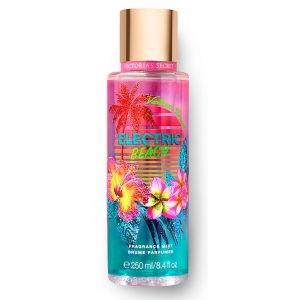 VICTORIA'S SECRET
ELECTRIC
BEACH
FRAGRANCE MIST
BRUME PARFUMÉE
e 250 ml/8.4 fl oz